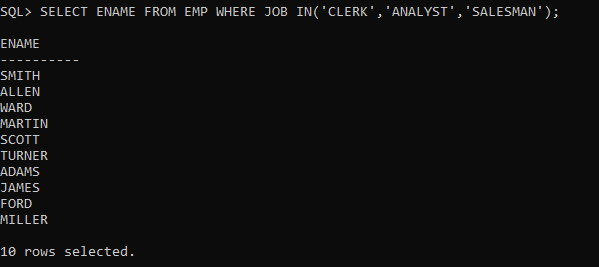 SQL> SELECT ENAME FROM EMP WHERE JOB IN('CLERK','ANALYST','SALESMAN');
ENAME
----------
SMITH
ALLEN
WARD
MARTIN
SCOTT
TURNER
ADAMS
JAMES
FORD
MILLER
10 rows selected.